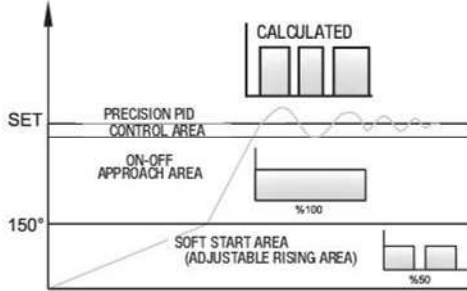 CALCULATED
SET
PRECISION PID
CONTROL AREA
ON-OFF
APPROACH AREA
%100
150°
SOFT START AREA
(ADJUSTABLE RISING AREA)
%50